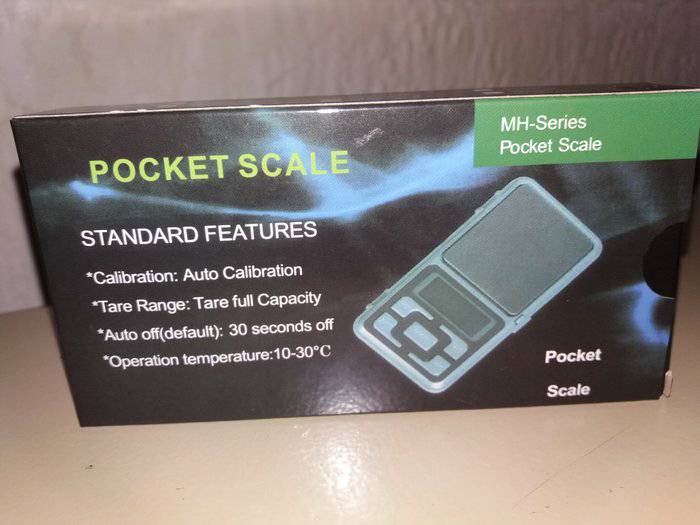 MH-Series
Pocket Scale
POCKET SCALE
STANDARD FEATURES
*Calibration: Auto Calibration
*Tare Range: Tare full Capacity
*Auto off(default): 30 seconds off
*Operation temperature:10-30°C
Pocket
Scale